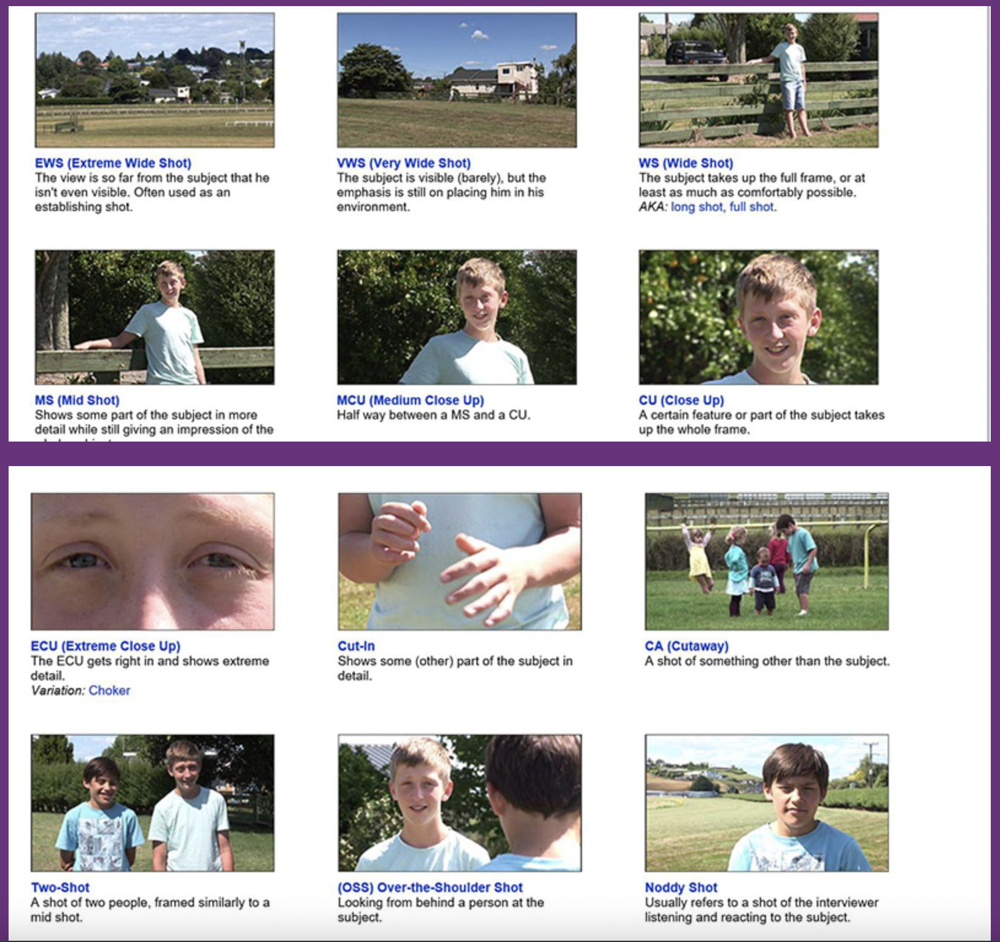 EWS (Extreme Wide Shot)
The view is so far from the subject that he
isn't even visible. Often used as an
establishing shot.
VWS (Very Wide Shot)
The subject is visible (barely), but the
emphasis is still on placing him in his
environment.
WS (Wide Shot)
The subject takes up the full frame, or at
least as much as comfortably possible.
AKA: long shot, full shot.
MS (Mid Shot)
Shows some part of the subject in more
detail while still giving an impression of the
MCU (Medium Close Up)
Half way between a MS and a CU.
CU (Close Up)
A certain feature or part of the subject takes
up the whole frame.
ECU (Extreme Close Up)
The ECU gets right in and shows extreme
detail.
Variation: Choker
Cut-In
Shows some (other) part of the subject in
detail.
CA (Cutaway)
A shot of something other than the subject.
Two-Shot
A shot of two people, framed similarly to a
mid shot.
(OSS) Over-the-Shoulder Shot
Looking from behind a person at the
subject.
Noddy Shot
Usually refers to a shot of the interviewer
listening and reacting to the subject.